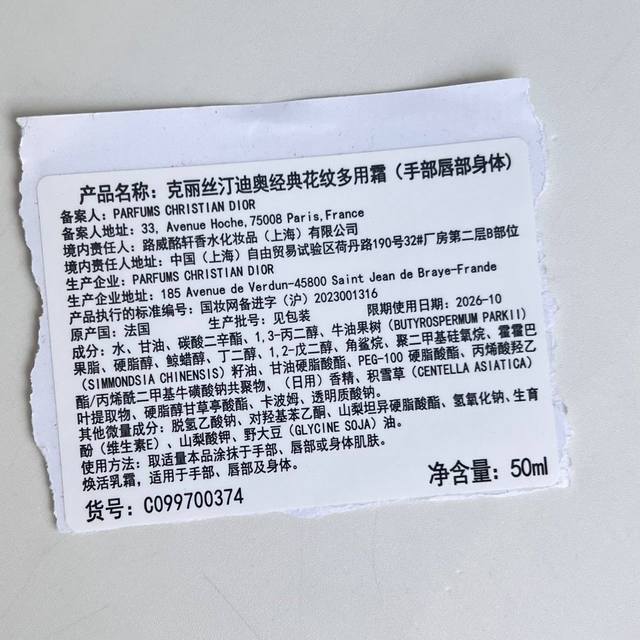 产品名称：克丽丝汀迪奥经典花纹多用霜（手部唇部身体）
备案人：PARFUMS CHRISTIAN DIOR
备案人地址：33, Avenue Hoche,75008 Paris,France
境内责任人：路威酩轩香水化妆品（上海）有限公司
境内责任人地址：中国（上海）自由贸易试验区荷丹路190号32#厂房第二层B部位
生产企业：PARFUMS CHRISTIAN DIOR
生产企业地址：185 Avenue de Verdun-45800 Saint Jean de Braye-Frande
产品执行的标准编号：国妆网备进字（沪）2023001316
原产国：法国 生产批号：见包装 限期使用日期：2026-10
成分：水、甘油、碳酸二辛酯、1,3-丙二醇、牛油果树（BUTYROSPERMUM PARKII）
果脂、硬脂醇、鲸蜡醇、丁二醇、1,2-戊二醇、角鲨烷、聚二甲基硅氧烷、霍霍巴
（SIMMONDSIA CHINENSIS）籽油、甘油硬脂酸酯、PEG-100 硬脂酸酯、丙烯酸羟乙
酯/丙烯酰二甲基牛磺酸钠共聚物、（日用）香精、积雪草（CENTELLA ASIATICA）
叶提取物、硬脂醇甘草亭酸酯、卡波姆、透明质酸钠。
其他微量成分：脱氢乙酸钠、对羟基苯乙酮、山梨坦异硬脂酸酯、氢氧化钠、生育
酚（维生素E）、山梨酸钾、野大豆（GLYCINE SOJA）油。
使用方法：取适量本品涂抹于手部、唇部或身体肌肤。
焕活乳霜，适用于手部、唇部及身体。
净含量：50ml
货号：C099700374